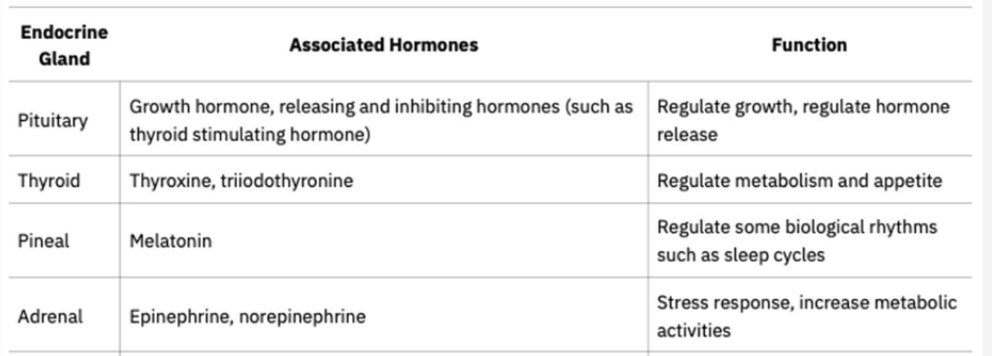 Endocrine
Gland
Associated Hormones
Function
Pituitary
Growth hormone, releasing and inhibiting hormones (such as
thyroid stimulating hormone)
Regulate growth, regulate hormone
release
Thyroid
Thyroxine, triiodothyronine
Regulate metabolism and appetite
Pineal
Melatonin
Regulate some biological rhythms
such as sleep cycles
Adrenal
Epinephrine, norepinephrine
Stress response, increase metabolic
activities